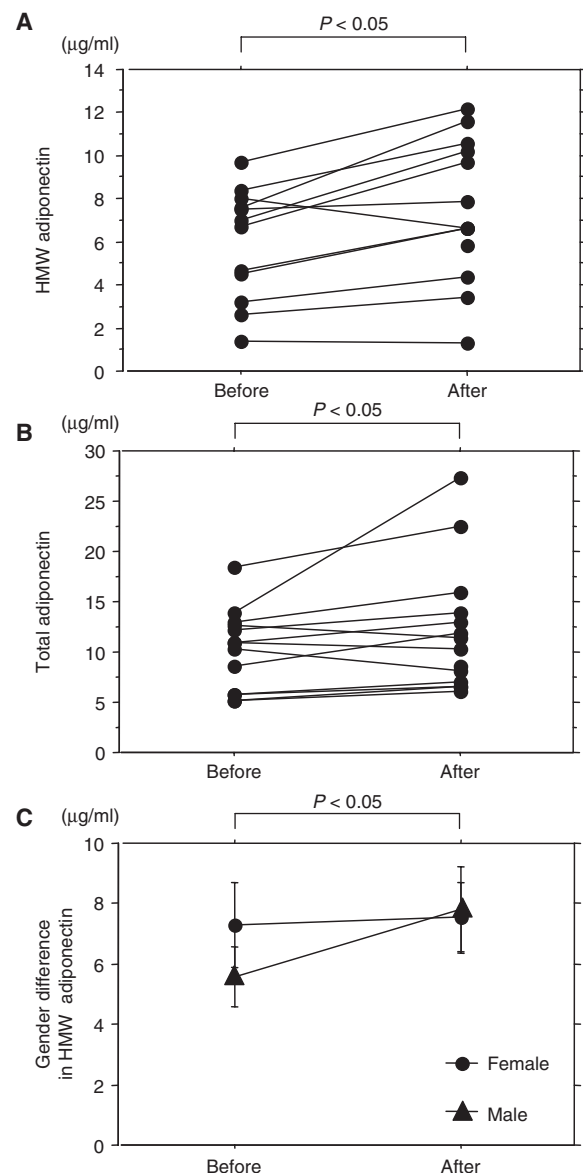 A
(μg/ml)
P < 0.05
14
12
10
8
6
4
2
0
HMW adiponectin
Before After
B
(μg/ml)
P < 0.05
30
25
20
15
10
5
0
Total adiponectin
Before After
C
(μg/ml)
P < 0.05
10
8
6
4
2
0
Gender difference
in HMW adiponectin
Female
Male
Before After